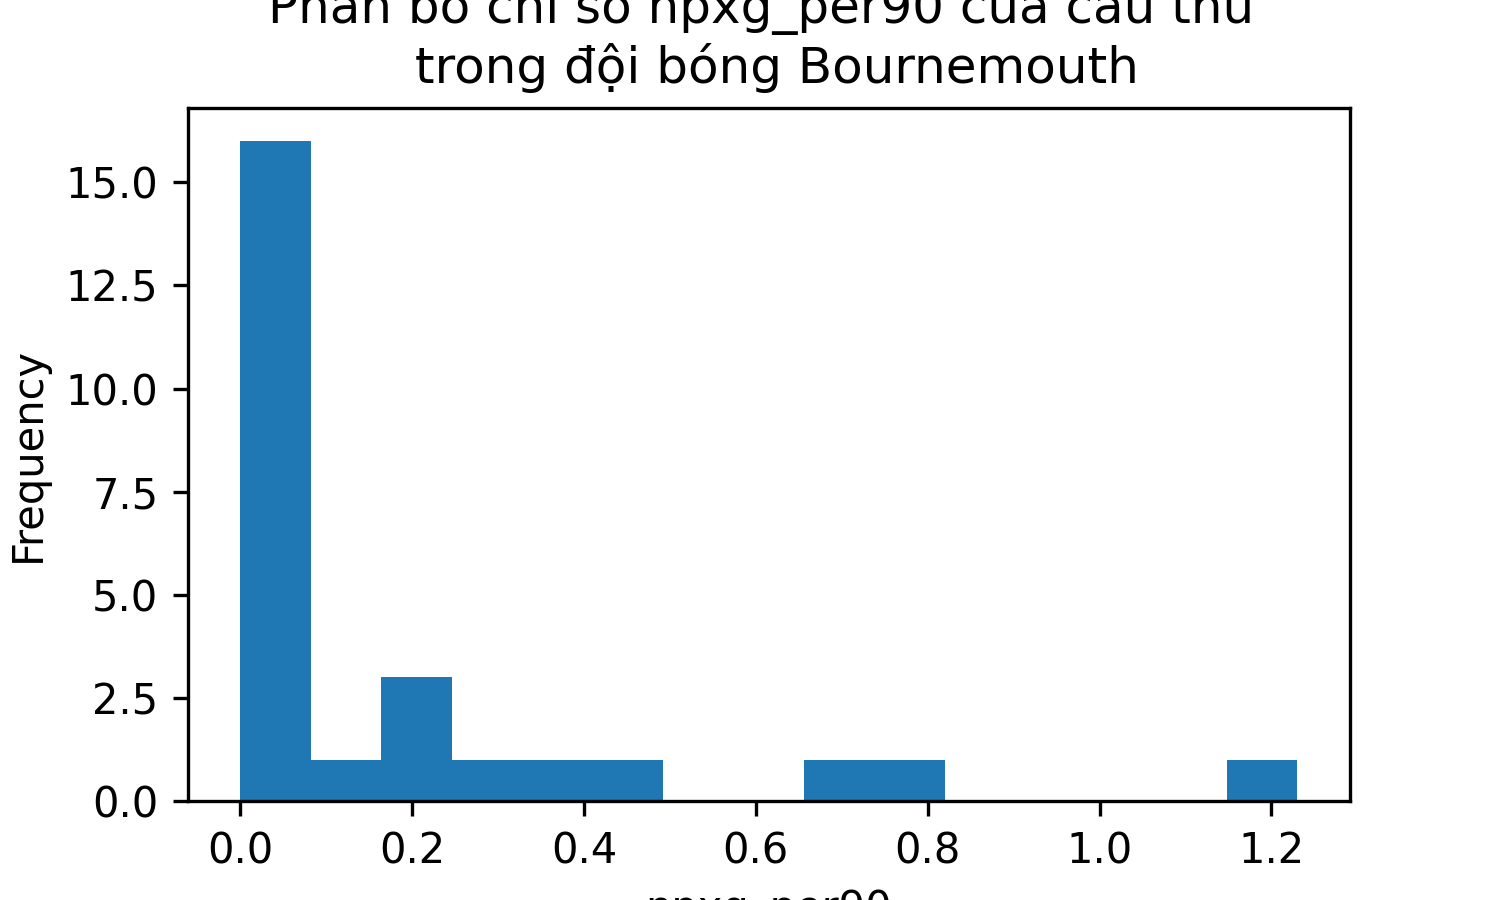 Phân bố chỉ số npxg_per90 của cầu thủ
trong đội bóng Bournemouth
15.0
12.5
10.0
7.5
5.0
2.5
0.0
Frequency
0.0 0.2 0.4 0.6 0.8 1.0 1.2
npxg_per90